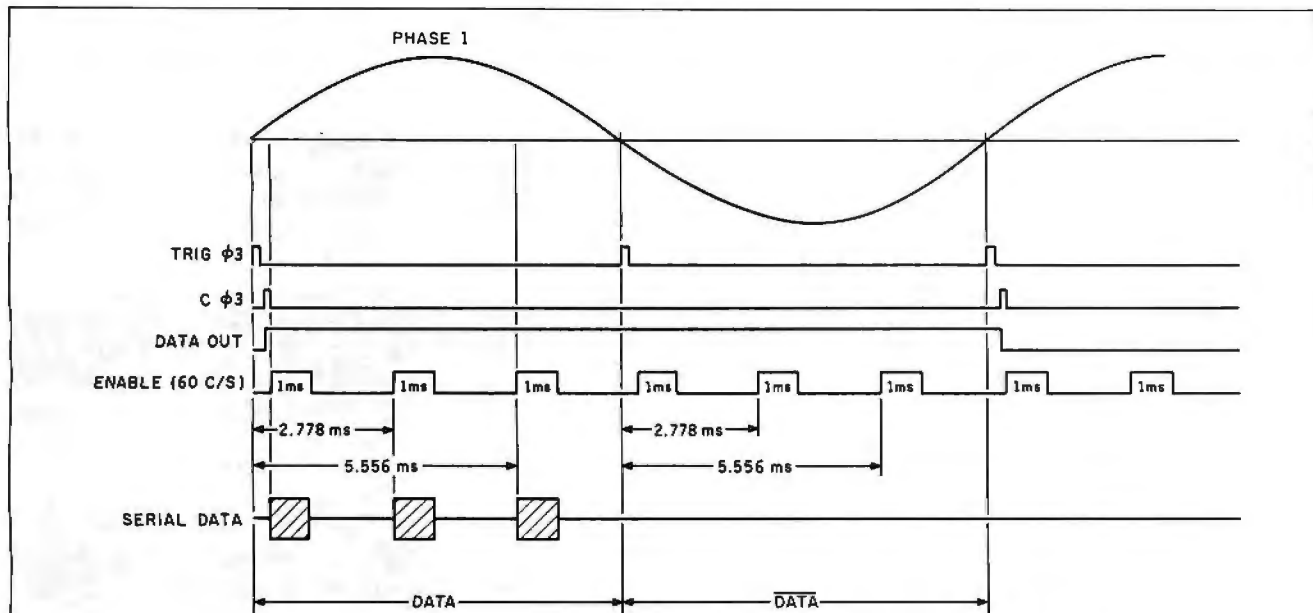 PHASE 1
TRIG ϕ3
C ϕ3
DATA OUT
ENABLE (60 C/S)
1ms 1ms 1ms 1ms 1ms 1ms 1ms 1ms
2.778 ms 2.778 ms
5.556 ms 5.556 ms
SERIAL DATA
DATA D̅A̅T̅A̅